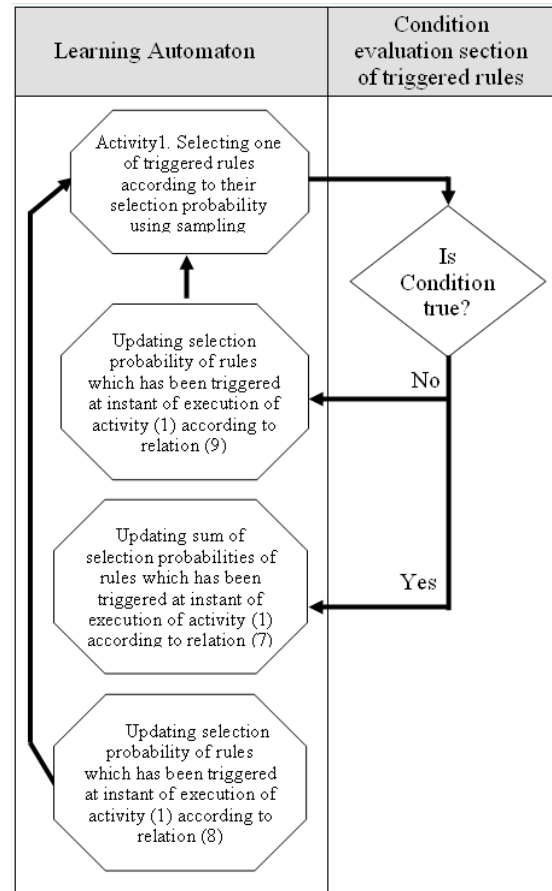 Learning Automaton
Condition
evaluation section
of triggered rules
Activity1. Selecting one
of triggered rules
according to their
selection probability
using sampling
Is
Condition
true?
Updating selection
probability of rules
which has been triggered
at instant of execution of
activity (1) according to
relation (9)
No
Updating sum of
selection probabilities of
rules which has been
triggered at instant of
execution of activity (1)
according to relation (7)
Yes
Updating selection
probability of rules
which has been triggered
at instant of execution of
activity (1) according to
relation (8)